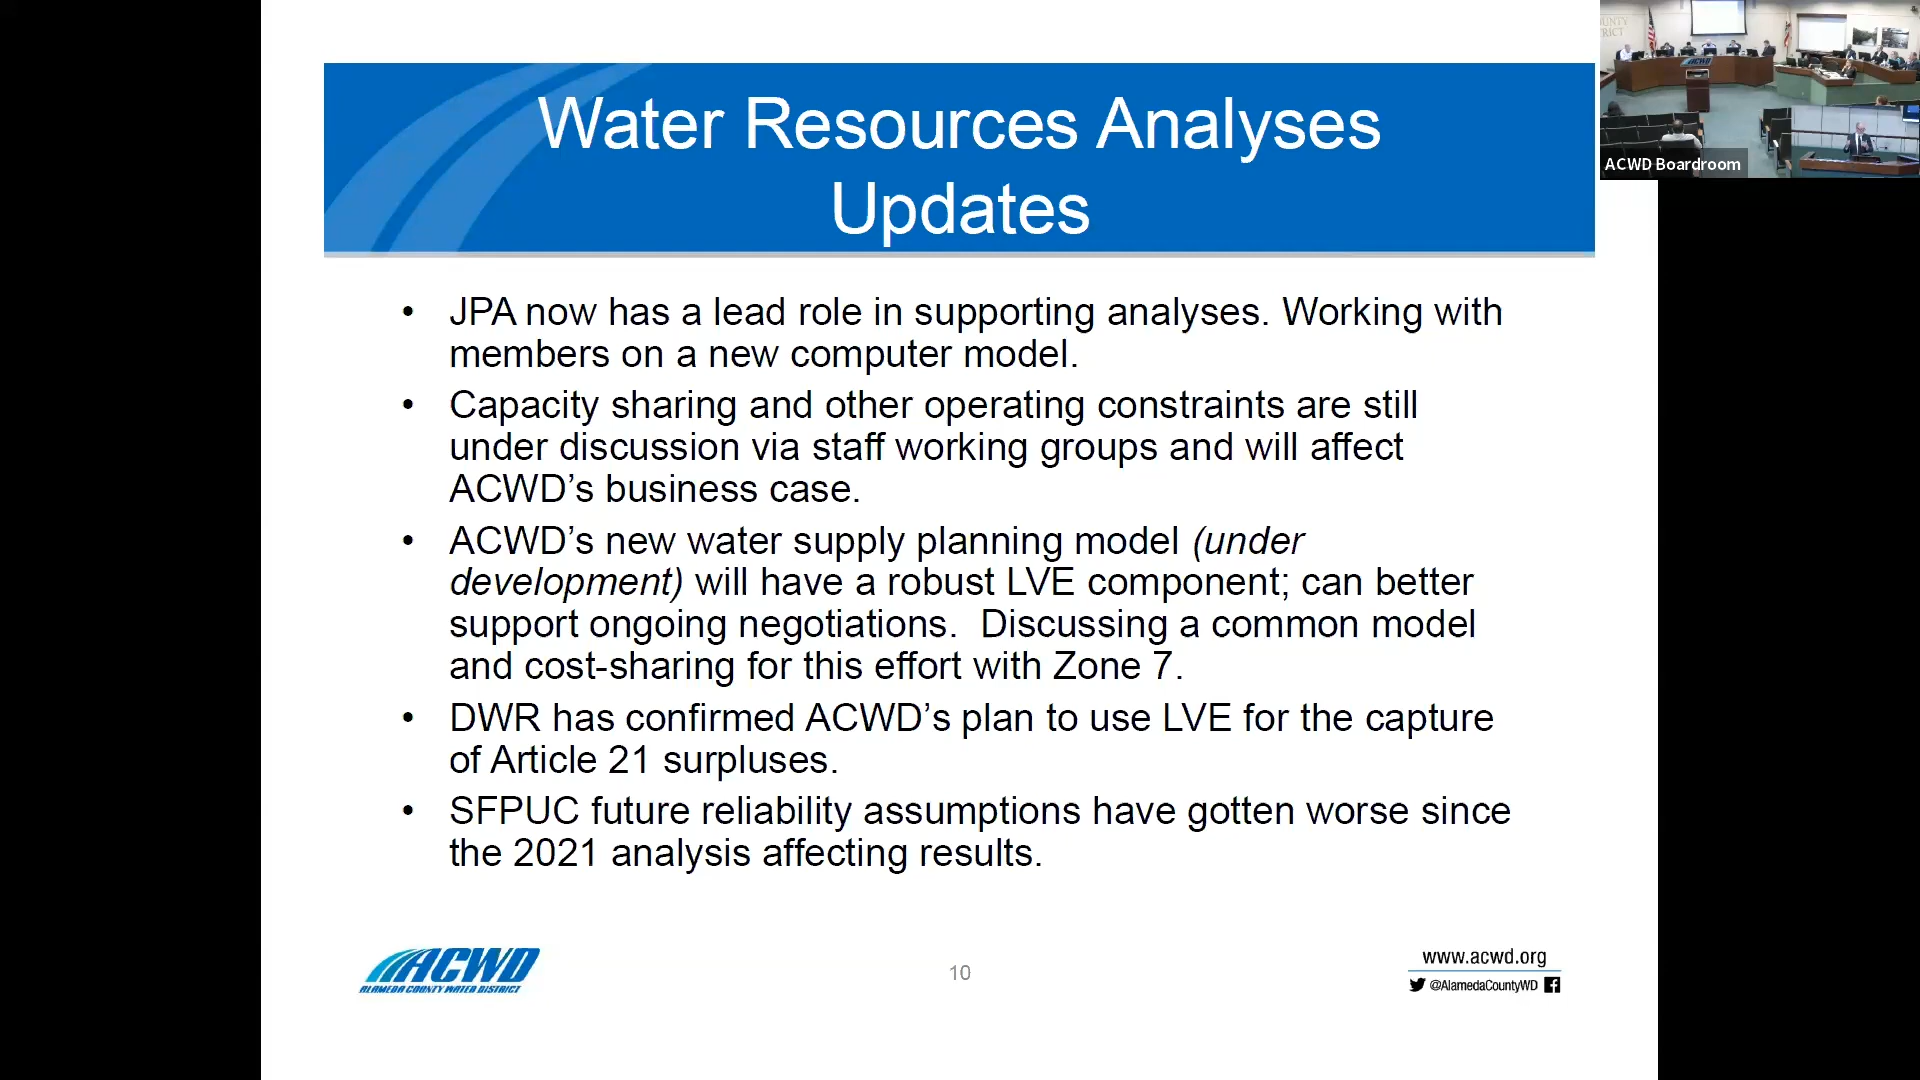 Water Resources Analyses
Updates
ACWD Boardroom
• JPA now has a lead role in supporting analyses. Working with
members on a new computer model.
• Capacity sharing and other operating constraints are still
under discussion via staff working groups and will affect
ACWD’s business case.
• ACWD’s new water supply planning model (under
development) will have a robust LVE component; can better
support ongoing negotiations.  Discussing a common model
and cost-sharing for this effort with Zone 7.
• DWR has confirmed ACWD’s plan to use LVE for the capture
of Article 21 surpluses.
• SFPUC future reliability assumptions have gotten worse since
the 2021 analysis affecting results.
ACWD
ALAMEDA COUNTY WATER DISTRICT
10
www.acwd.org
@AlamedaCountyWD